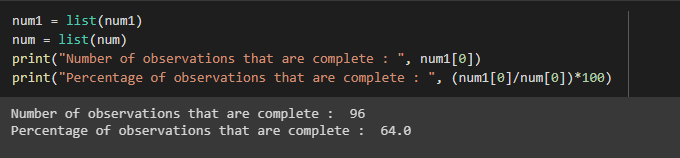 num1 = list(num1)
num = list(num)
print("Number of observations that are complete : ", num1[0])
print("Percentage of observations that are complete : ", (num1[0]/num[0])*100)
Number of observations that are complete :  96
Percentage of observations that are complete :  64.0